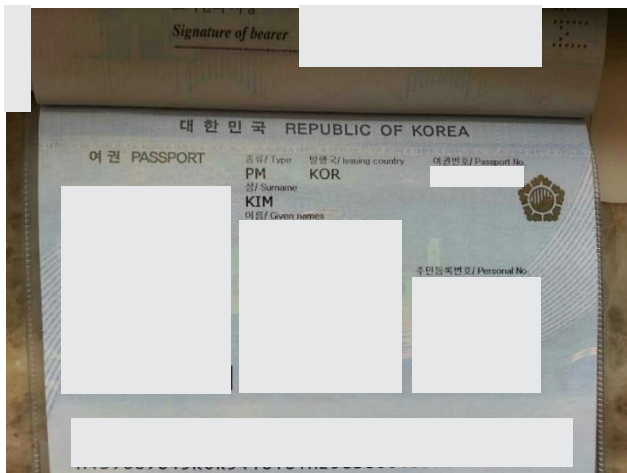 Signature of bearer
대한민국 REPUBLIC OF KOREA
여권 PASSPORT
종류/ Type 발행국/ Issuing country 여권번호/ Passport No.
PM KOR
성/ Surname
KIM
이름/ Given names
주민등록번호/ Personal No.